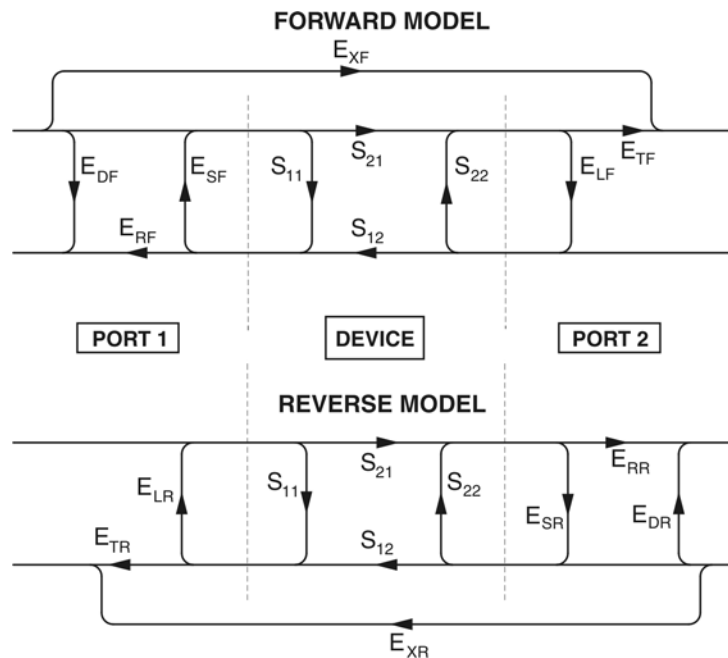 FORWARD MODEL
E_XF
E_DF
E_SF
S_11
S_21
S_22
E_LF
E_TF
E_RF
S_12
PORT 1
DEVICE
PORT 2
REVERSE MODEL
E_LR
S_11
S_21
S_22
E_SR
E_RR
E_DR
E_TR
S_12
E_XR